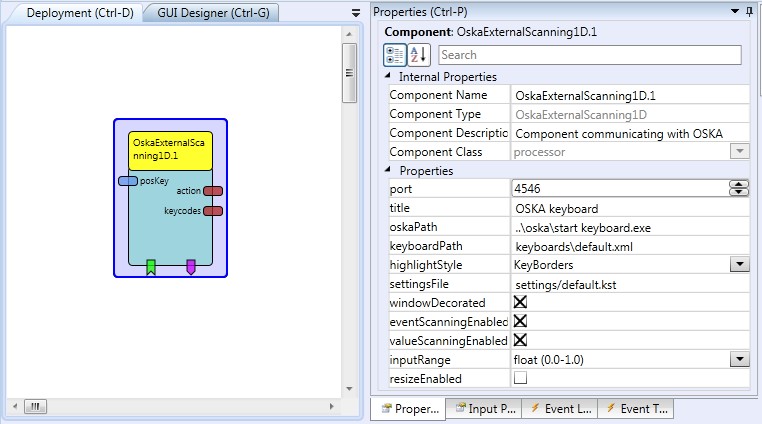 Deployment (Ctrl-D)
GUI Designer (Ctrl-G)
OskaExternalSca
nning1D.1
posKey
action
keycodes
Properties (Ctrl-P)
Component: OskaExternalScanning1D.1
A
Z
Search
Internal Properties
Component Name OskaExternalScanning1D.1
Component Type OskaExternalScanning1D
Component Descriptio Component communicating with OSKA
Component Class processor
Properties
port 4546
title OSKA keyboard
oskaPath ..\oska\start keyboard.exe
keyboardPath keyboards\default.xml
highlightStyle KeyBorders
settingsFile settings/default.kst
windowDecorated
eventScanningEnabled
valueScanningEnabled
inputRange float (0.0-1.0)
resizeEnabled
Proper... Input P... Event L... Event T...